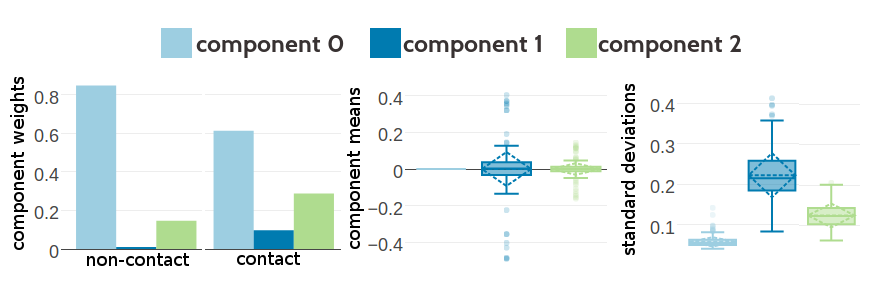 component 0 component 1 component 2
component weights
0.8
0.6
0.4
0.2
0
non-contact contact
component means
0.4
0.2
0
−0.2
−0.4
standard deviations
0.4
0.3
0.2
0.1